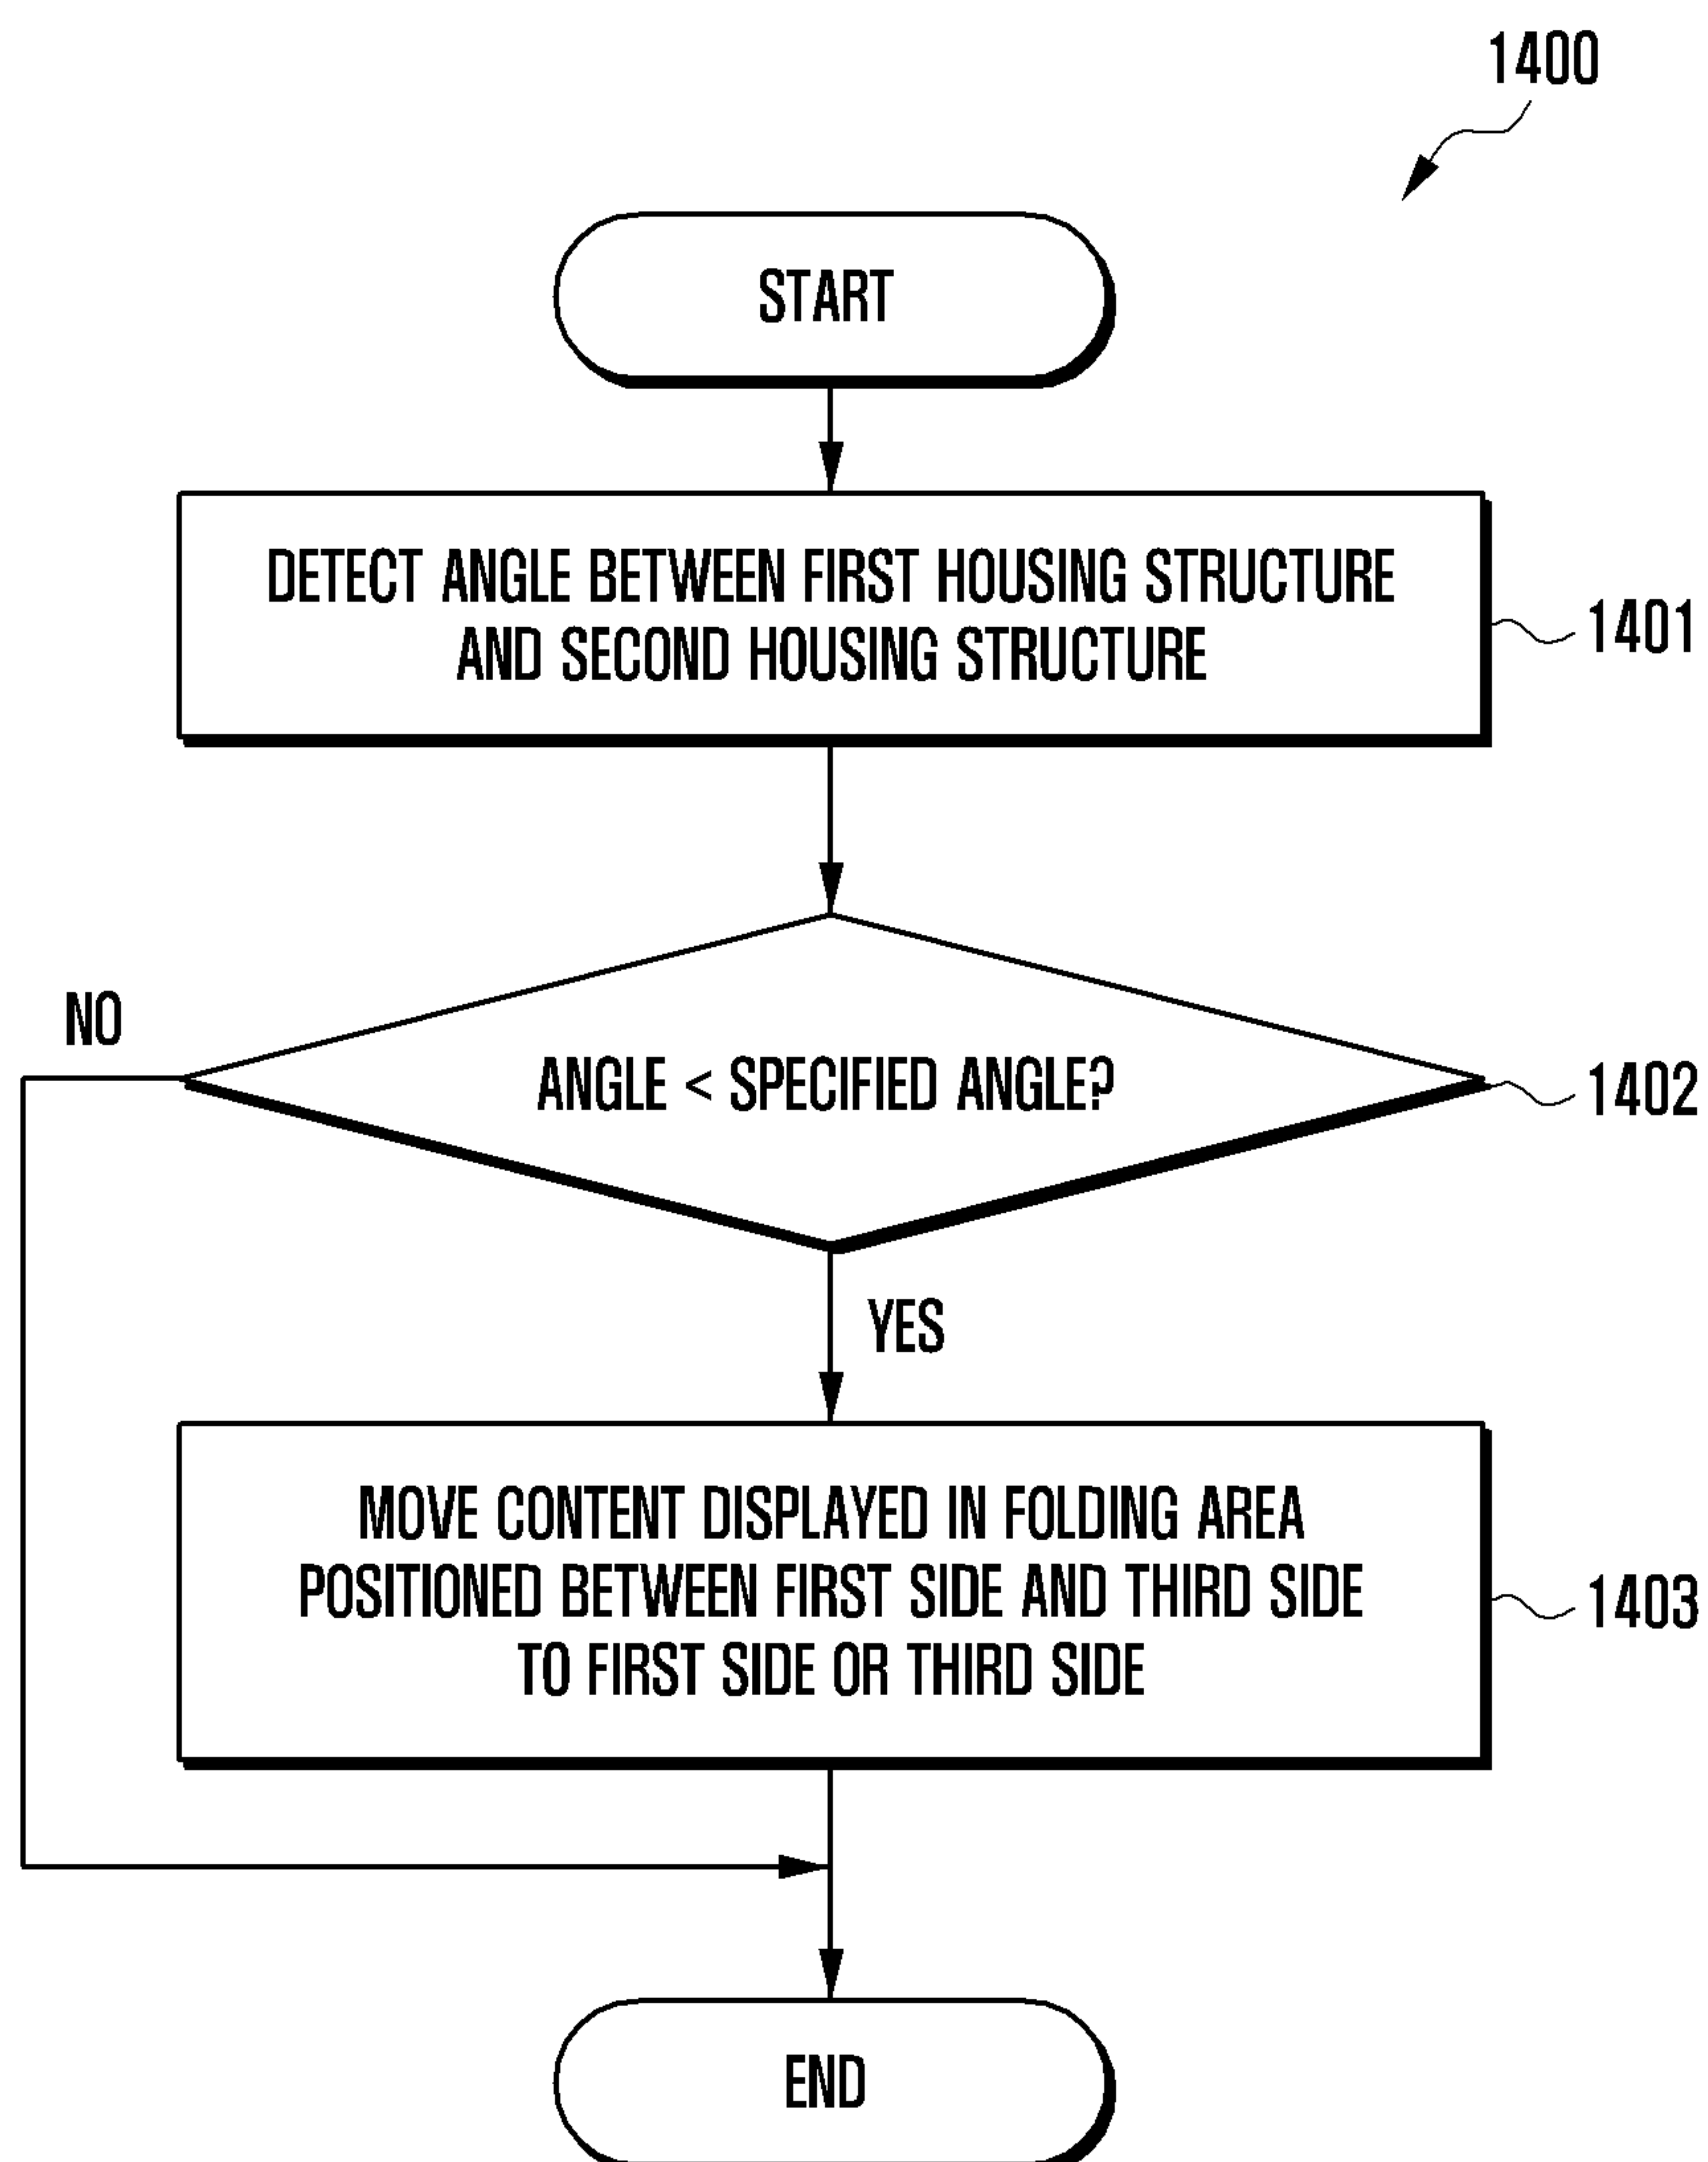 1400
START
DETECT ANGLE BETWEEN FIRST HOUSING STRUCTURE
AND SECOND HOUSING STRUCTURE
1401
NO
ANGLE < SPECIFIED ANGLE?
1402
YES
MOVE CONTENT DISPLAYED IN FOLDING AREA
POSITIONED BETWEEN FIRST SIDE AND THIRD SIDE
TO FIRST SIDE OR THIRD SIDE
1403
END